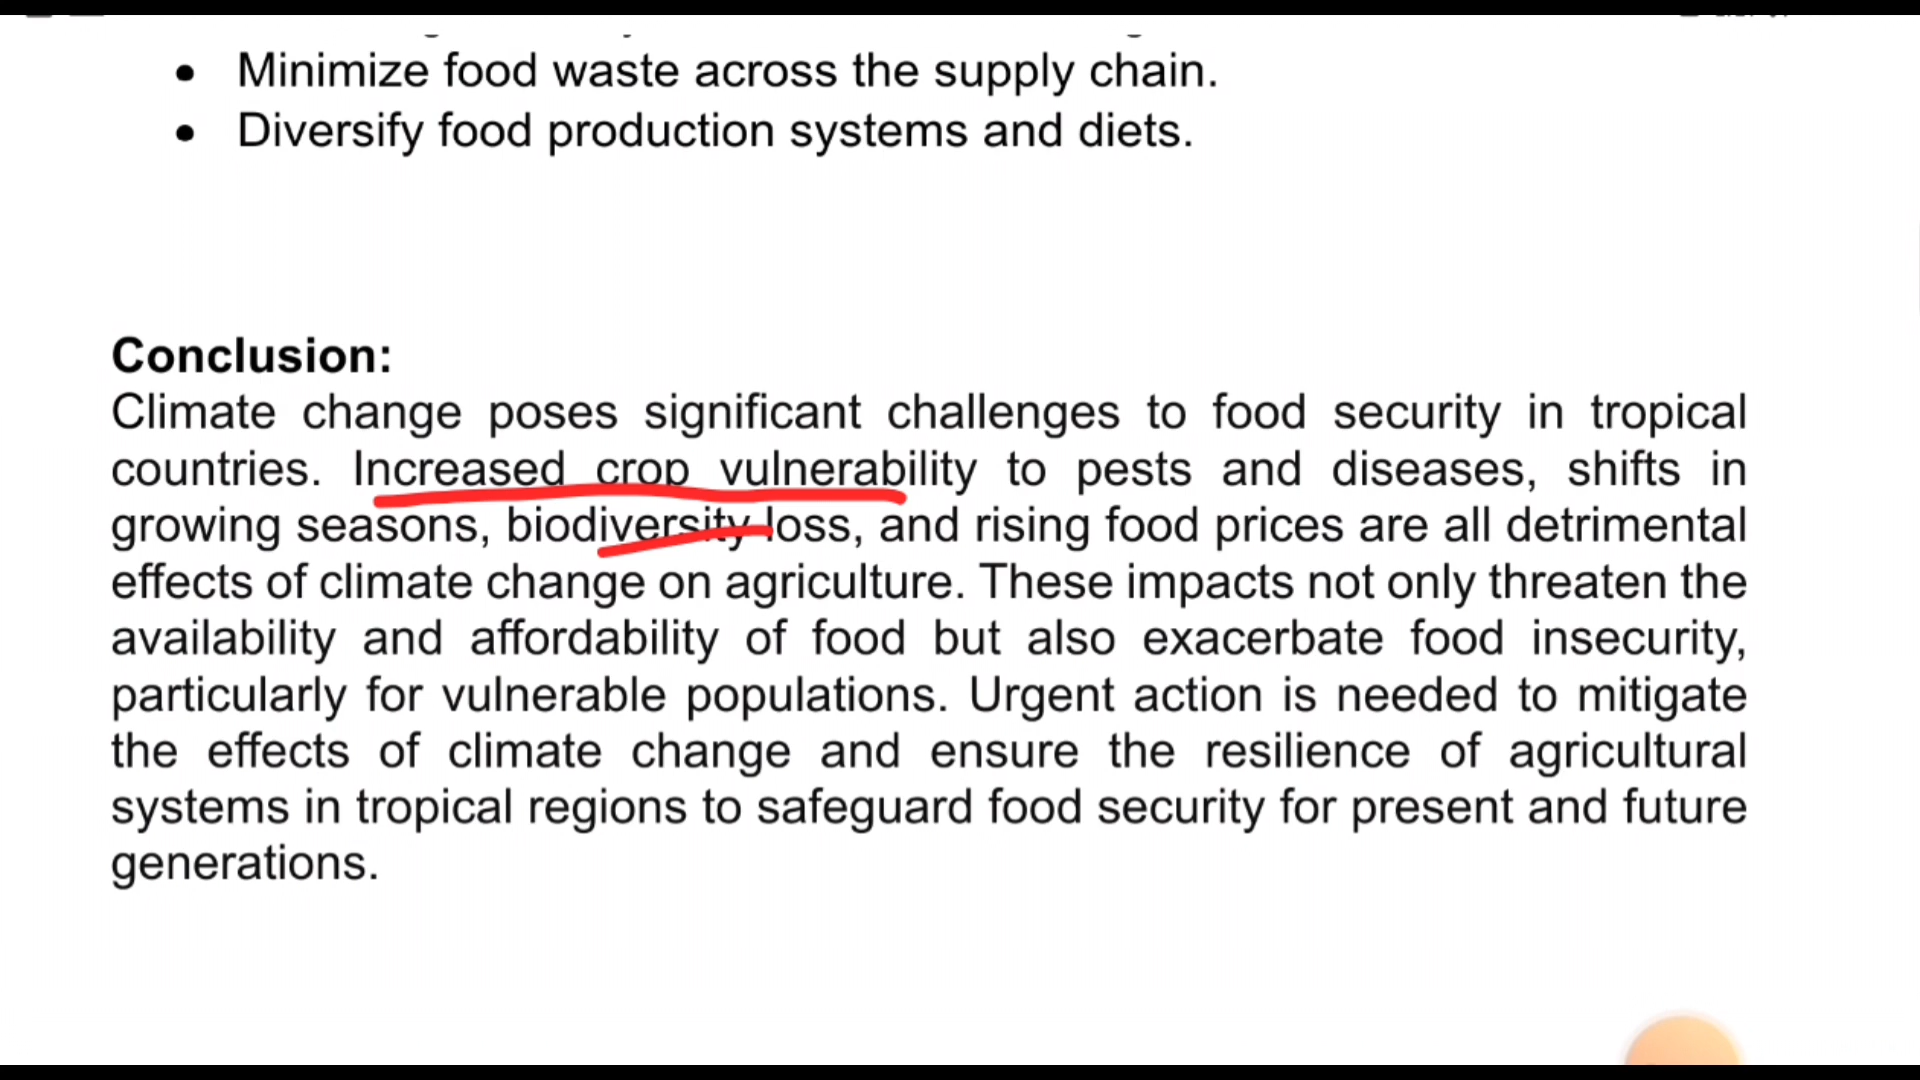 • Minimize food waste across the supply chain.
• Diversify food production systems and diets.
Conclusion:
Climate change poses significant challenges to food security in tropical
countries. Increased crop vulnerability to pests and diseases, shifts in
growing seasons, biodiversity loss, and rising food prices are all detrimental
effects of climate change on agriculture. These impacts not only threaten the
availability and affordability of food but also exacerbate food insecurity,
particularly for vulnerable populations. Urgent action is needed to mitigate
the effects of climate change and ensure the resilience of agricultural
systems in tropical regions to safeguard food security for present and future
generations.